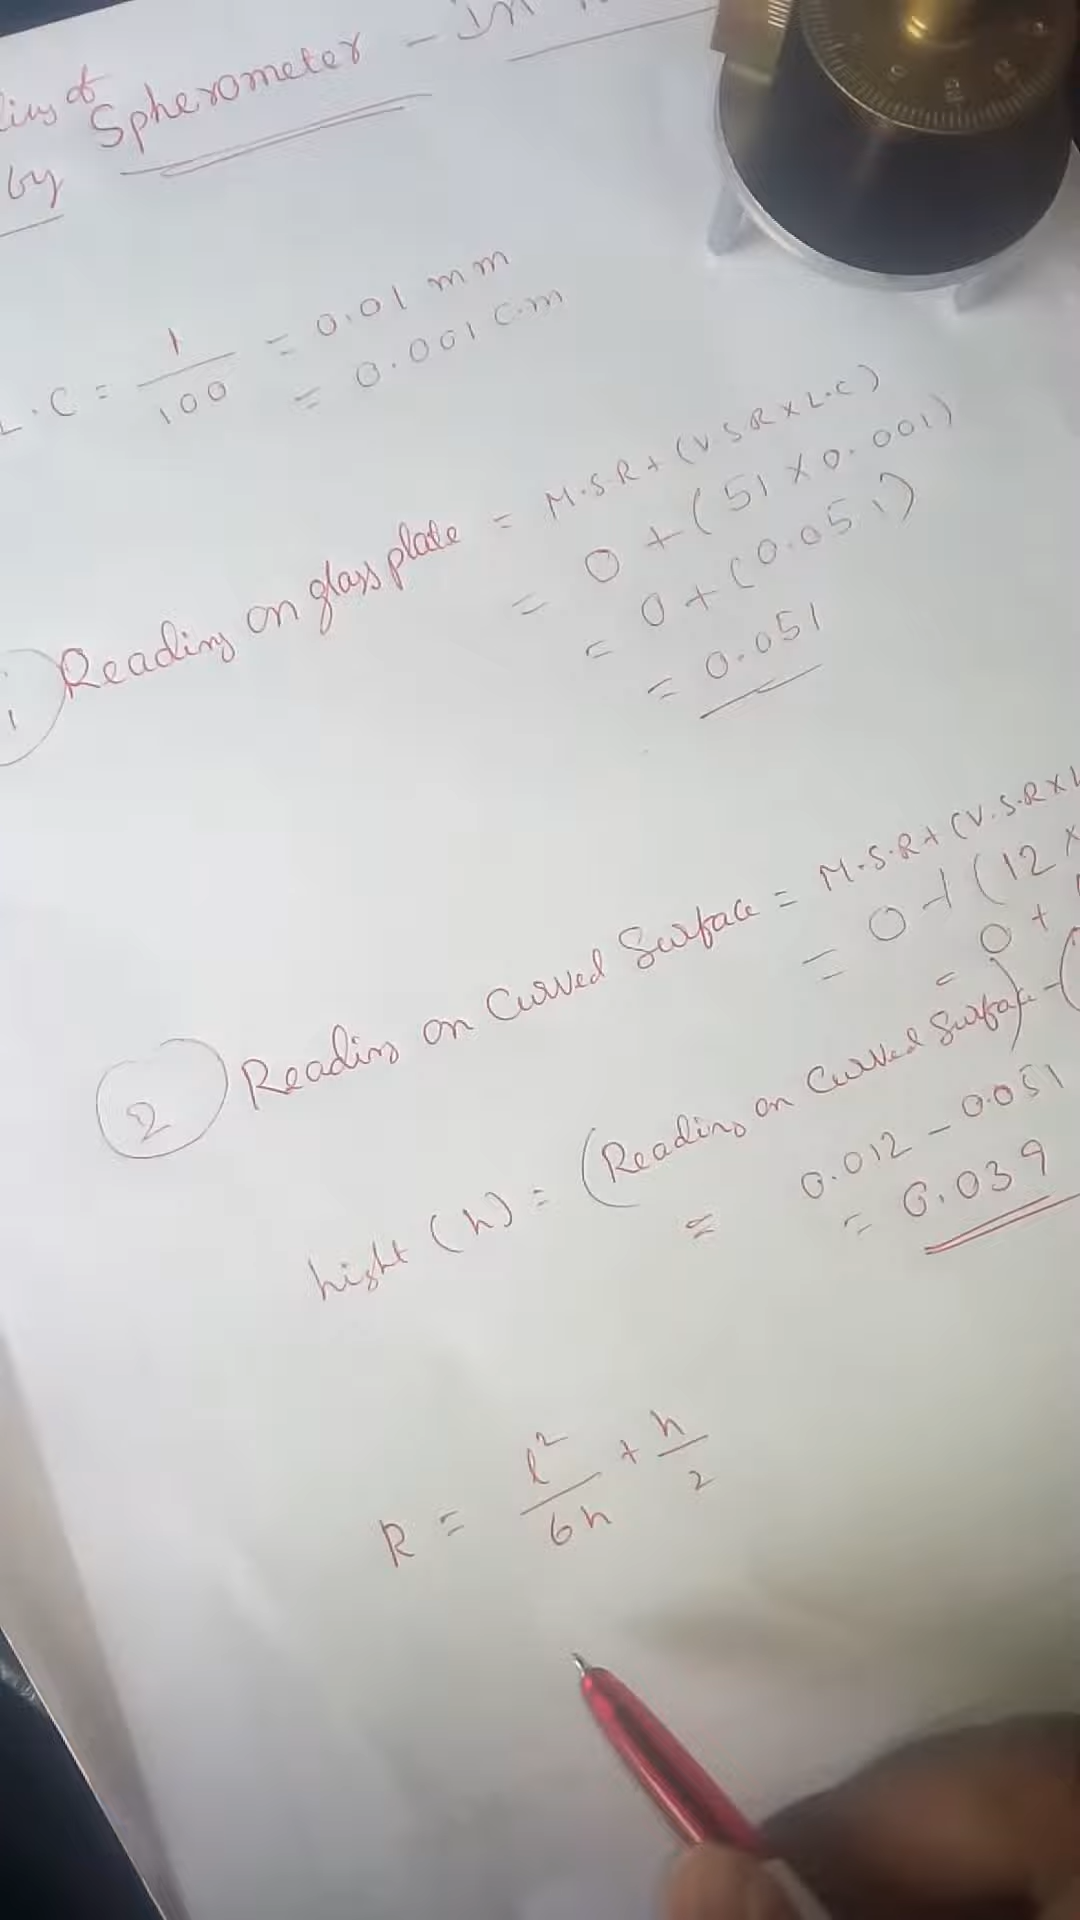 by Spherometer -
L.C = 1/100 = 0.01 mm
= 0.001 C.m
1 Reading on glass plate = M.S.R + (V.S.R X L.C)
= 0 + (51 X 0.001)
= 0 + (0.051)
= 0.051
2 Reading on Curved Surface = M.S.R + (V.S.R X L
= 0 + (12 X
= 0 +
hight (h) = (Reading on Curved Surface) - (
= 0.012 - 0.051
= 0.039
R = l²/6h + h/2